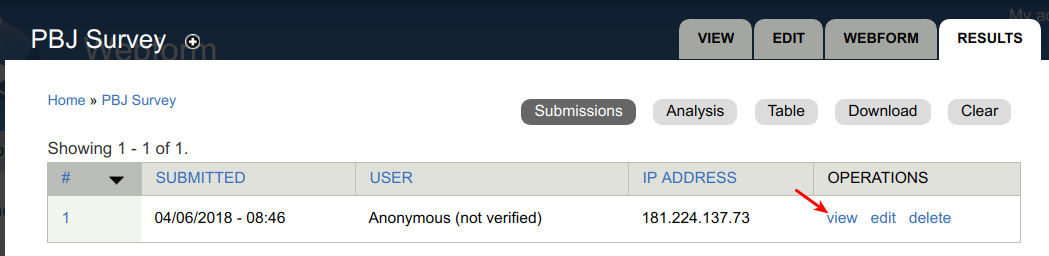 My ac
PBJ Survey
Webform
VIEW EDIT WEBFORM RESULTS
Home » PBJ Survey
Submissions Analysis Table Download Clear
Showing 1 - 1 of 1.
# SUBMITTED USER IP ADDRESS OPERATIONS
1 04/06/2018 - 08:46 Anonymous (not verified) 181.224.137.73 view edit delete